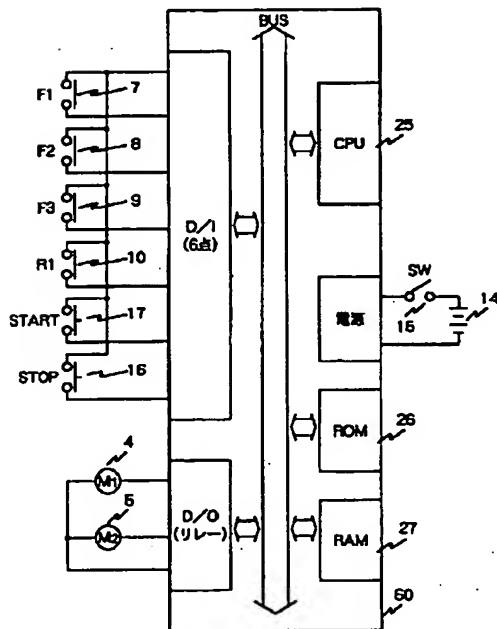 BUS
F1
7
F2
8
F3
9
R1
10
START
17
STOP
16
D/I
(6点)
CPU
25
SW
14
15
電源
ROM
26
RAM
27
4
M1
5
M2
D/O
(リレー)
60